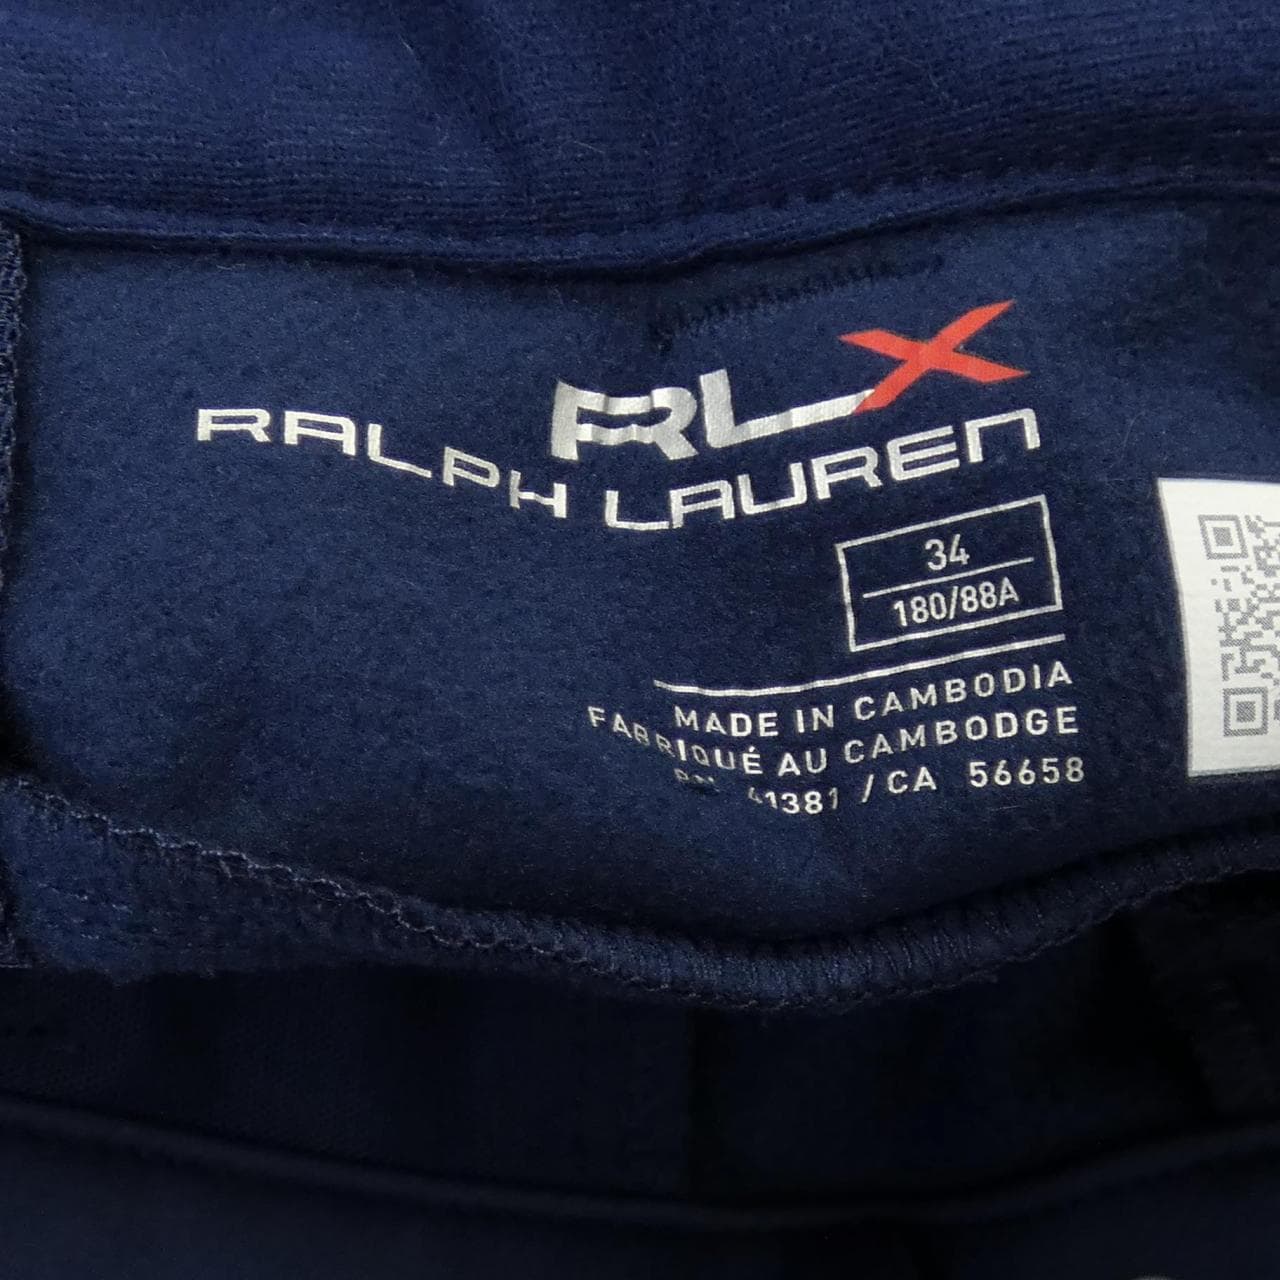 RLX
RALPH LAUREN
34
180/88A
MADE IN CAMBODIA
FABRIQUÉ AU CAMBODGE
41381 / CA 56658